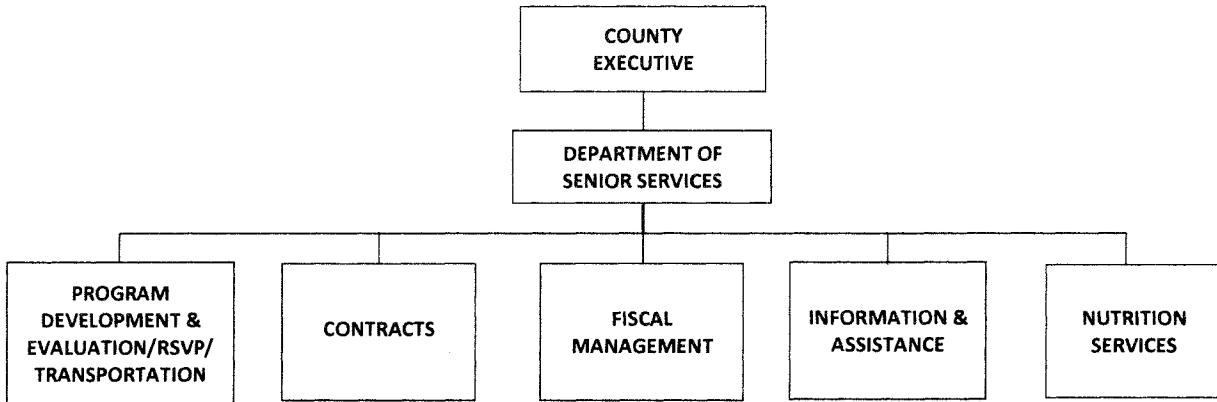 COUNTY
EXECUTIVE
DEPARTMENT OF
SENIOR SERVICES
PROGRAM
DEVELOPMENT &
EVALUATION/RSVP/
TRANSPORTATION
CONTRACTS
FISCAL
MANAGEMENT
INFORMATION &
ASSISTANCE
NUTRITION
SERVICES